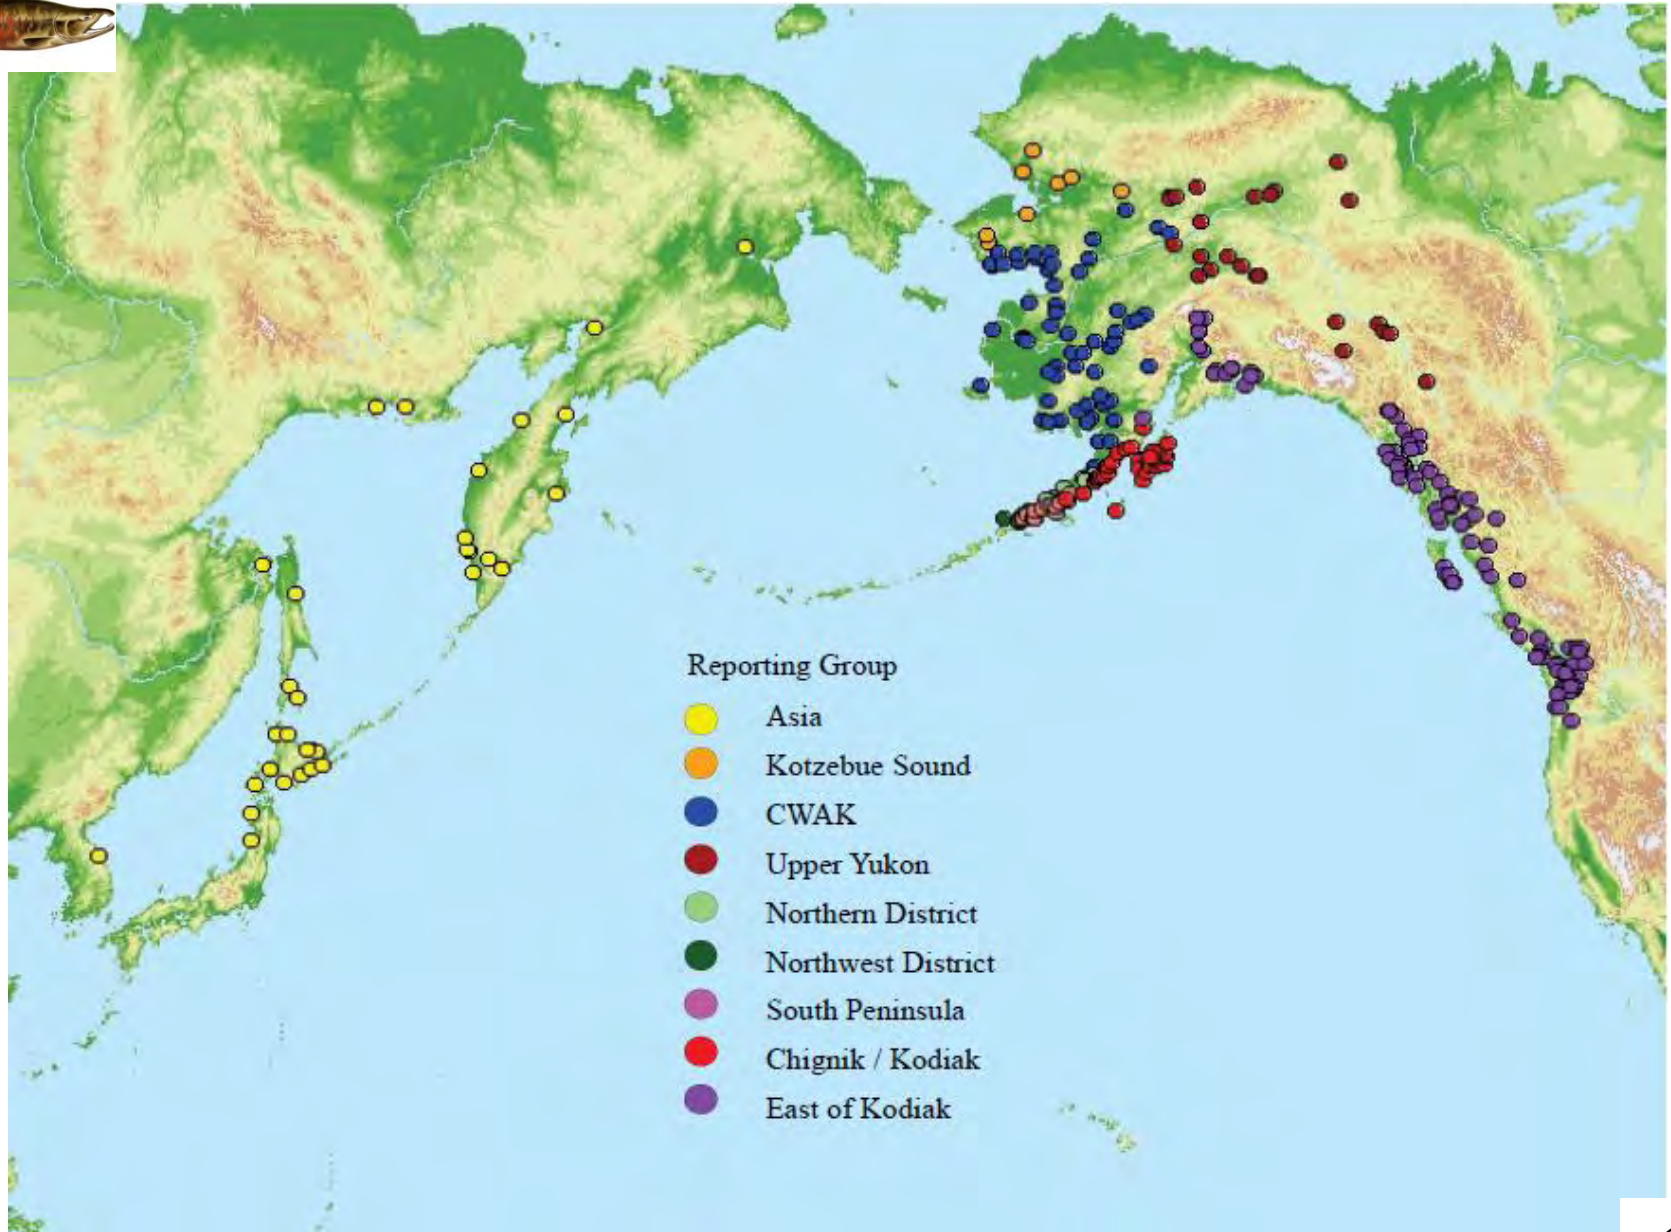 Reporting Group
Asia
Kotzebue Sound
CWAK
Upper Yukon
Northern District
Northwest District
South Peninsula
Chignik / Kodiak
East of Kodiak